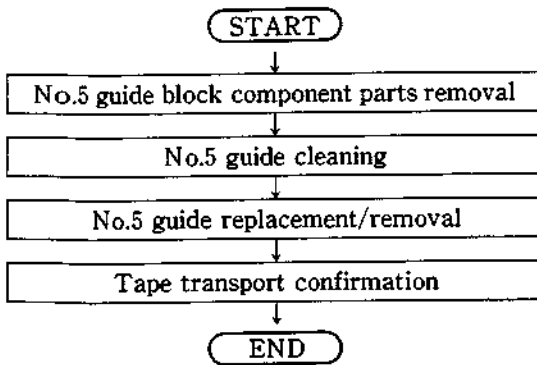 START
No.5 guide block component parts removal
No.5 guide cleaning
No.5 guide replacement/removal
Tape transport confirmation
END